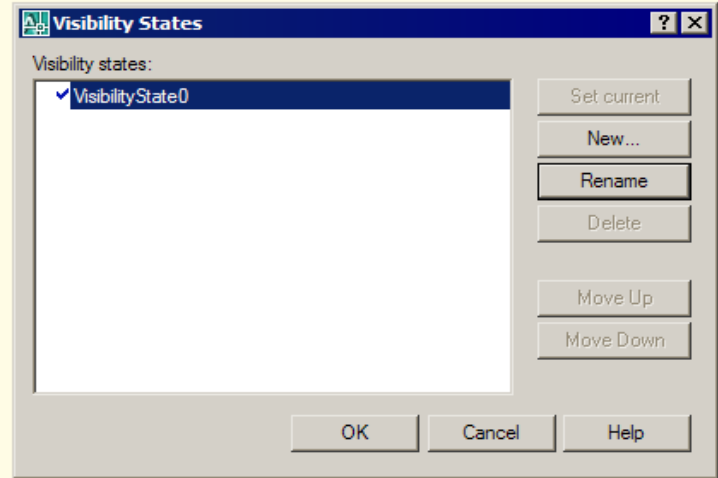 Visibility States
Visibility states:
VisibilityState0
Set current
New...
Rename
Delete
Move Up
Move Down
OK Cancel Help